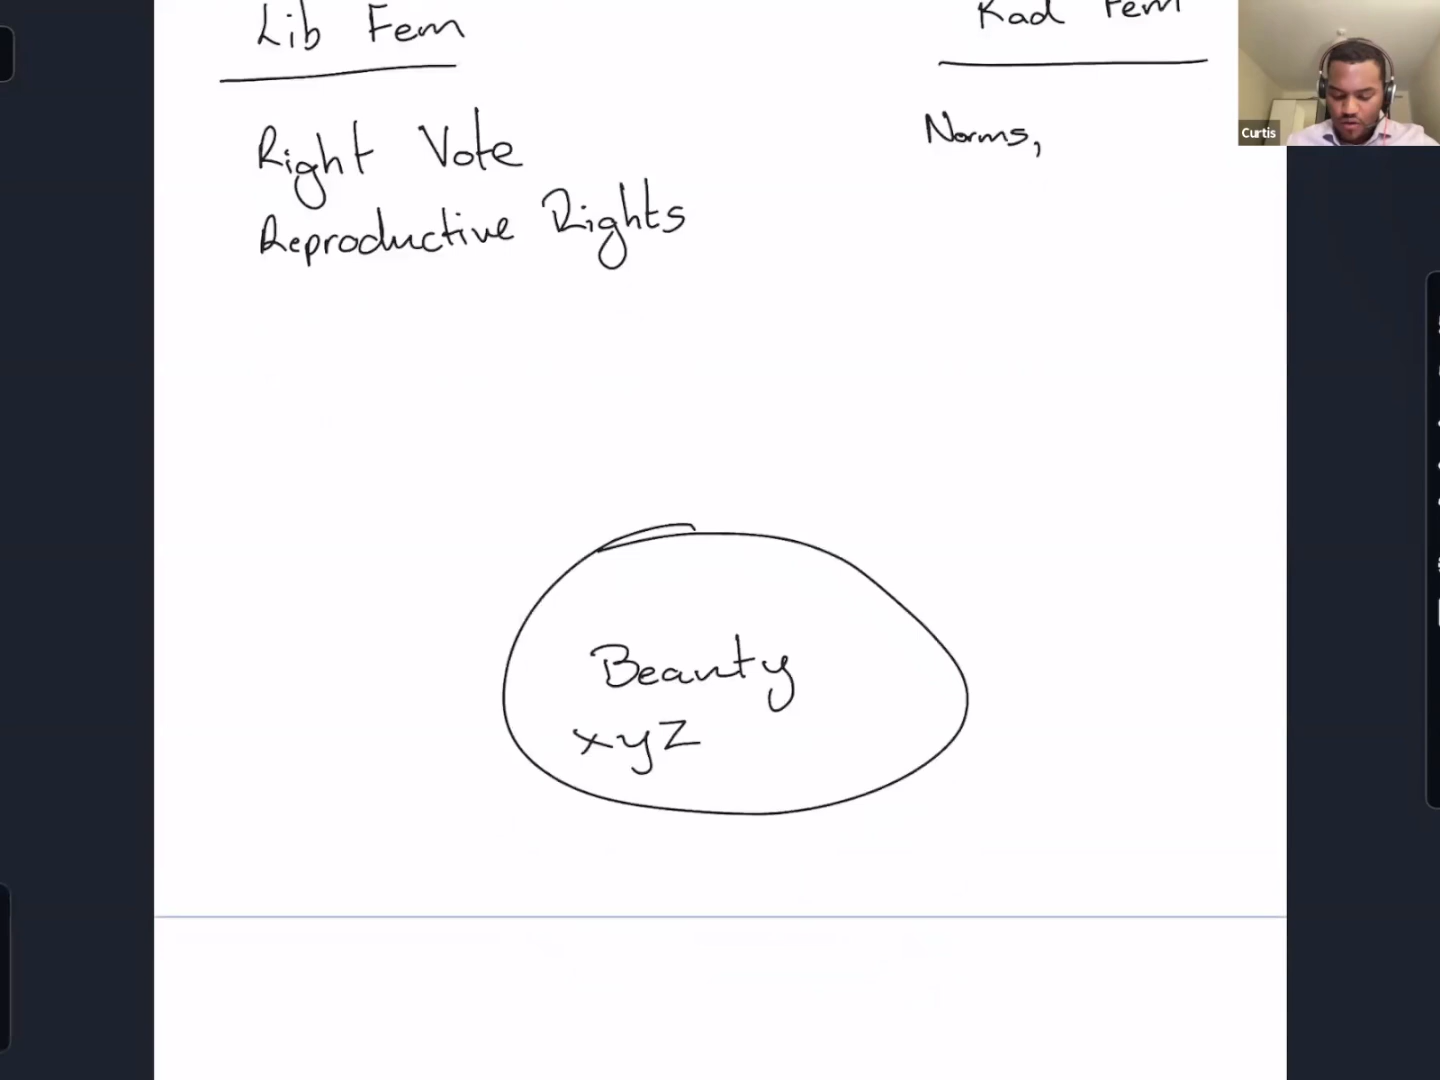 Lib Fem
Rad Fem
Right Vote
Reproductive Rights
Norms,
Beauty
xyz
Curtis